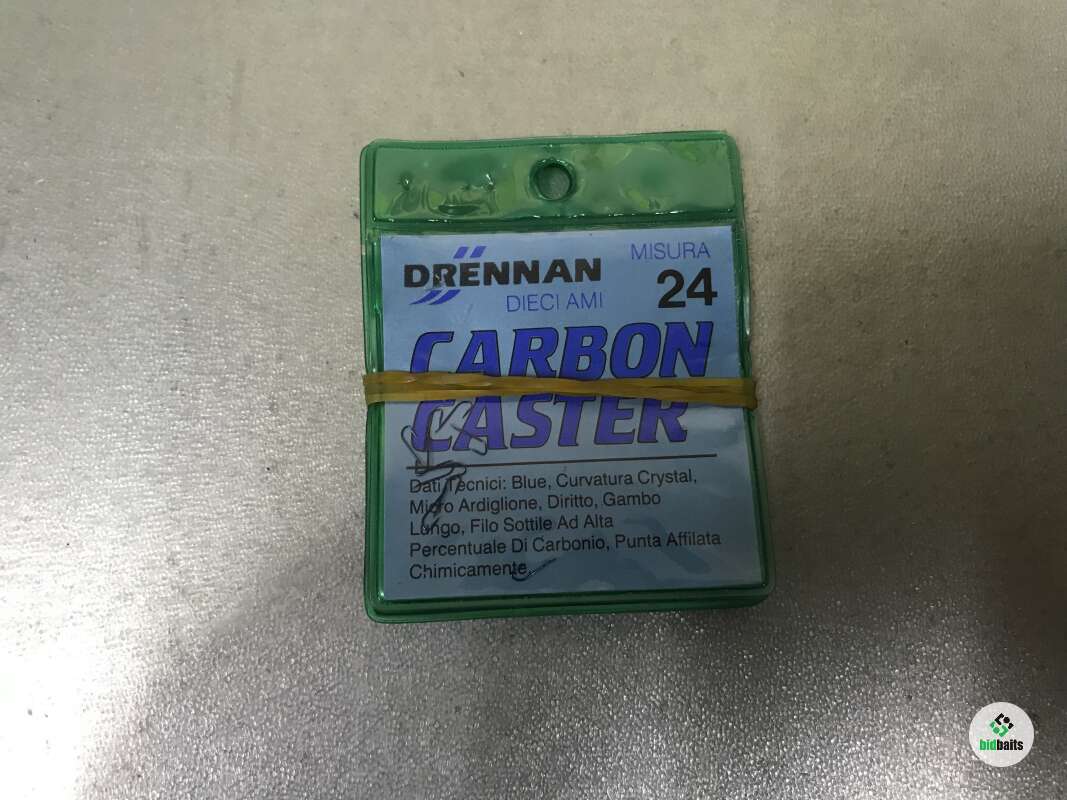 DRENNAN
MISURA
24
DIECI AMI
CARBON
CASTER
Dati Tecnici: Blue, Curvatura Crystal,
Micro Ardiglione, Diritto, Gambo
Lungo, Filo Sottile Ad Alta
Percentuale Di Carbonio, Punta Affilata
Chimicamente.
bidbaits